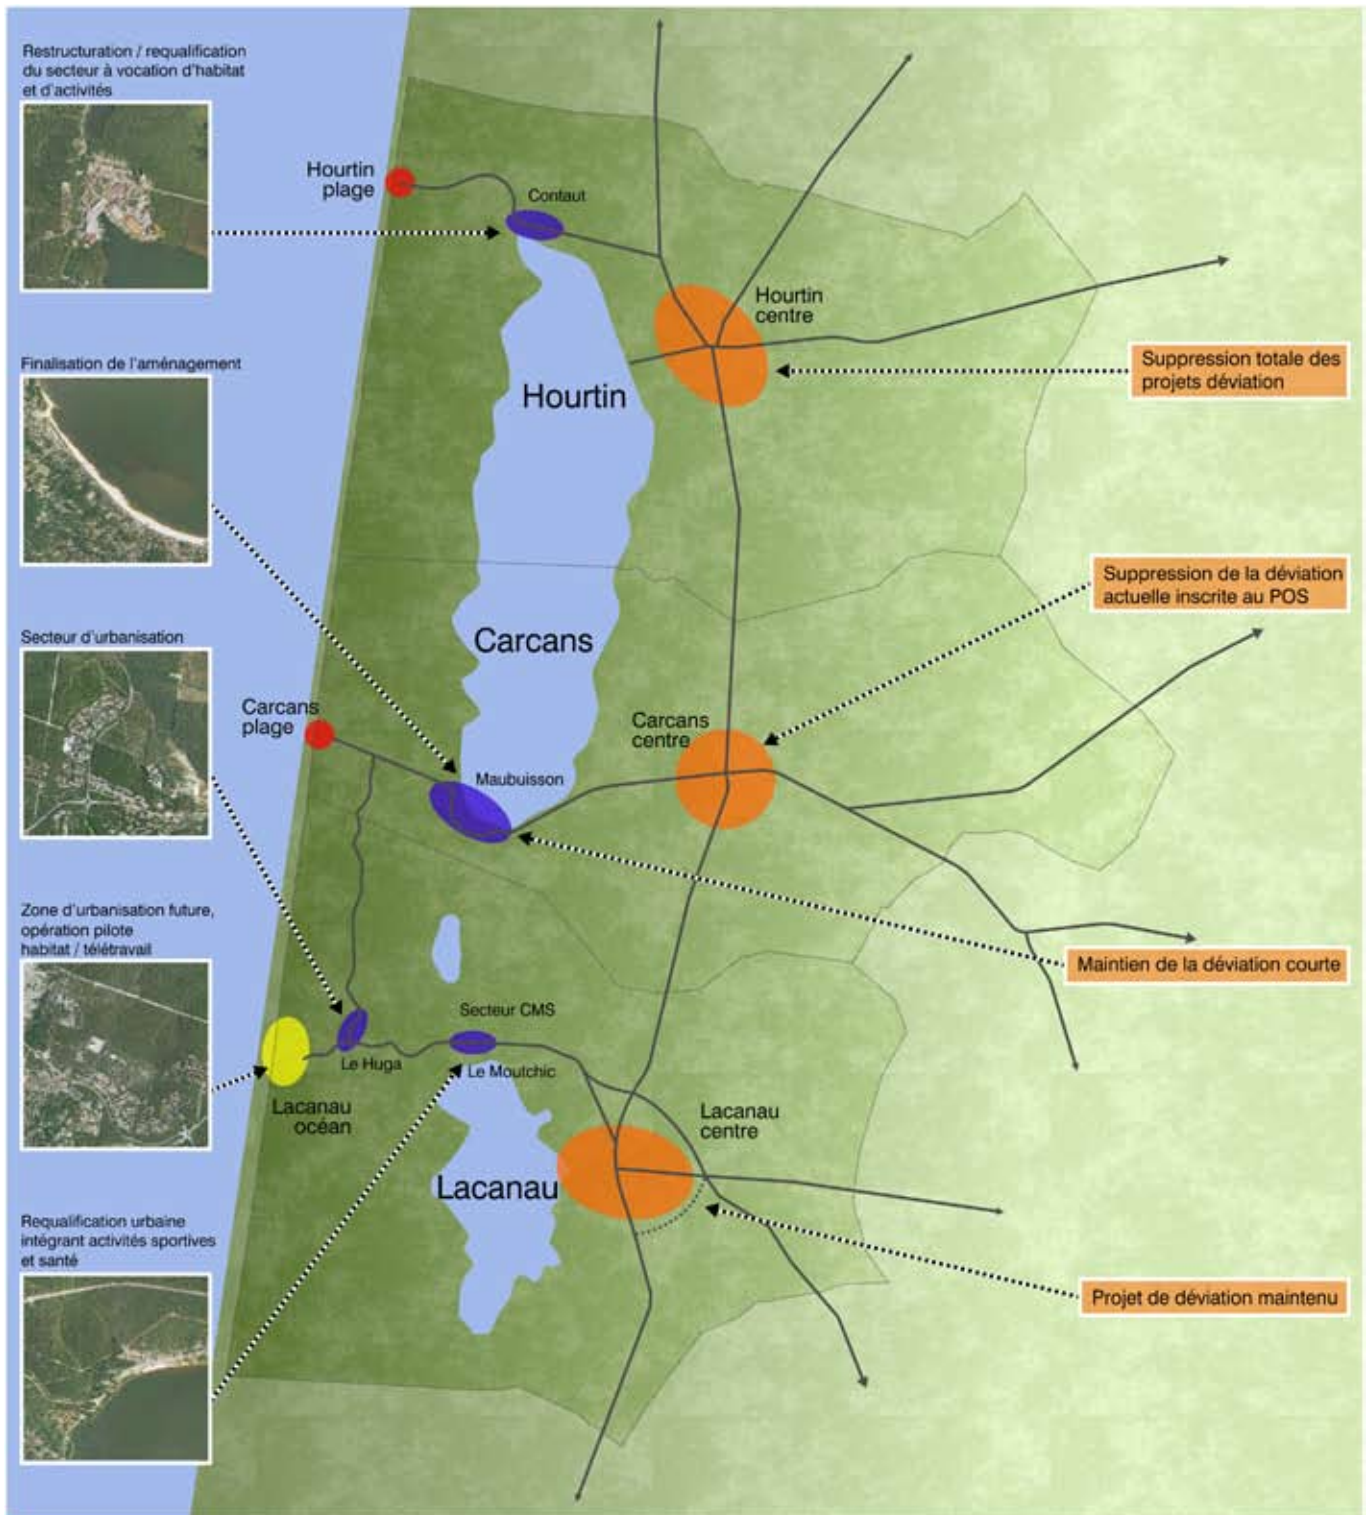 Restructuration / requalification
du secteur à vocation d'habitat
et d'activités
Hourtin
plage
Contaut
Hourtin
centre
Suppression totale des
projets déviation
Finalisation de l'aménagement
Hourtin
Suppression de la déviation
actuelle inscrite au POS
Secteur d'urbanisation
Carcans
Carcans
plage
Carcans
centre
Maubuisson
Zone d'urbanisation future,
opération pilote
habitat / télétravail
Maintien de la déviation courte
Secteur CMS
Le Huga
Le Moutchic
Lacanau
océan
Lacanau
centre
Lacanau
Requalification urbaine
intégrant activités sportives
et santé
Projet de déviation maintenu